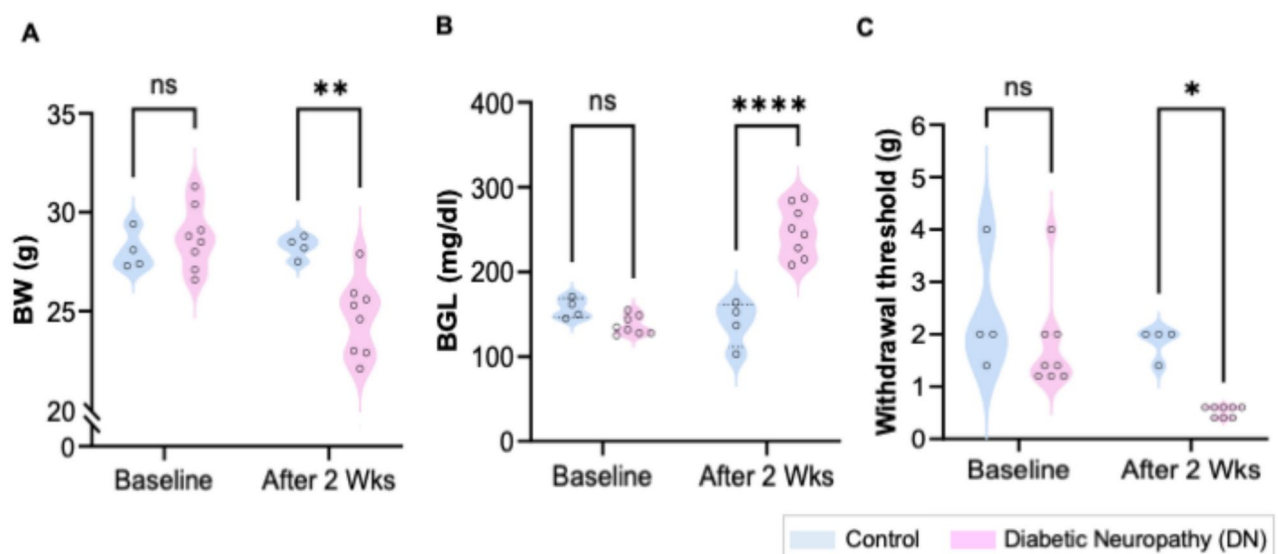 A
BW (g)
35
30
25
20
0
ns
**
Baseline
After 2 Wks
B
BGL (mg/dl)
400
300
200
100
0
ns
****
Baseline
After 2 Wks
C
Withdrawal threshold (g)
6
5
4
3
2
1
0
ns
*
Baseline
After 2 Wks
Control
Diabetic Neuropathy (DN)